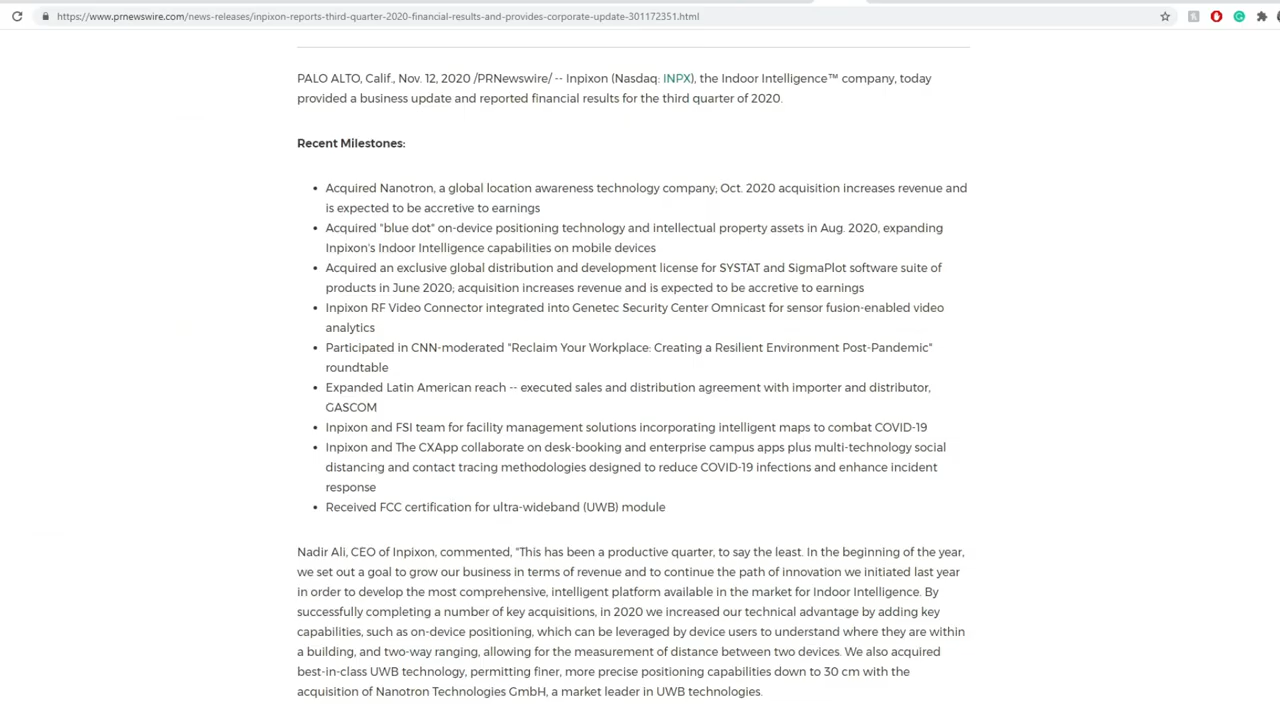 https://www.prnewswire.com/news-releases/inpixon-reports-third-quarter-2020-financial-results-and-provides-corporate-update-301172351.html
PALO ALTO, Calif., Nov. 12, 2020 /PRNewswire/ -- Inpixon (Nasdaq: INPX), the Indoor Intelligence™ company, today
provided a business update and reported financial results for the third quarter of 2020.
Recent Milestones:
• Acquired Nanotron, a global location awareness technology company; Oct. 2020 acquisition increases revenue and
is expected to be accretive to earnings
• Acquired "blue dot" on-device positioning technology and intellectual property assets in Aug. 2020, expanding
Inpixon's Indoor Intelligence capabilities on mobile devices
• Acquired an exclusive global distribution and development license for SYSTAT and SigmaPlot software suite of
products in June 2020; acquisition increases revenue and is expected to be accretive to earnings
• Inpixon RF Video Connector integrated into Genetec Security Center Omnicast for sensor fusion-enabled video
analytics
• Participated in CNN-moderated "Reclaim Your Workplace: Creating a Resilient Environment Post-Pandemic"
roundtable
• Expanded Latin American reach -- executed sales and distribution agreement with importer and distributor,
GASCOM
• Inpixon and FSI team for facility management solutions incorporating intelligent maps to combat COVID-19
• Inpixon and The CXApp collaborate on desk-booking and enterprise campus apps plus multi-technology social
distancing and contact tracing methodologies designed to reduce COVID-19 infections and enhance incident
response
• Received FCC certification for ultra-wideband (UWB) module
Nadir Ali, CEO of Inpixon, commented, "This has been a productive quarter, to say the least. In the beginning of the year,
we set out a goal to grow our business in terms of revenue and to continue the path of innovation we initiated last year
in order to develop the most comprehensive, intelligent platform available in the market for Indoor Intelligence. By
successfully completing a number of key acquisitions, in 2020 we increased our technical advantage by adding key
capabilities, such as on-device positioning, which can be leveraged by device users to understand where they are within
a building, and two-way ranging, allowing for the measurement of distance between two devices. We also acquired
best-in-class UWB technology, permitting finer, more precise positioning capabilities down to 30 cm with the
acquisition of Nanotron Technologies GmbH, a market leader in UWB technologies.